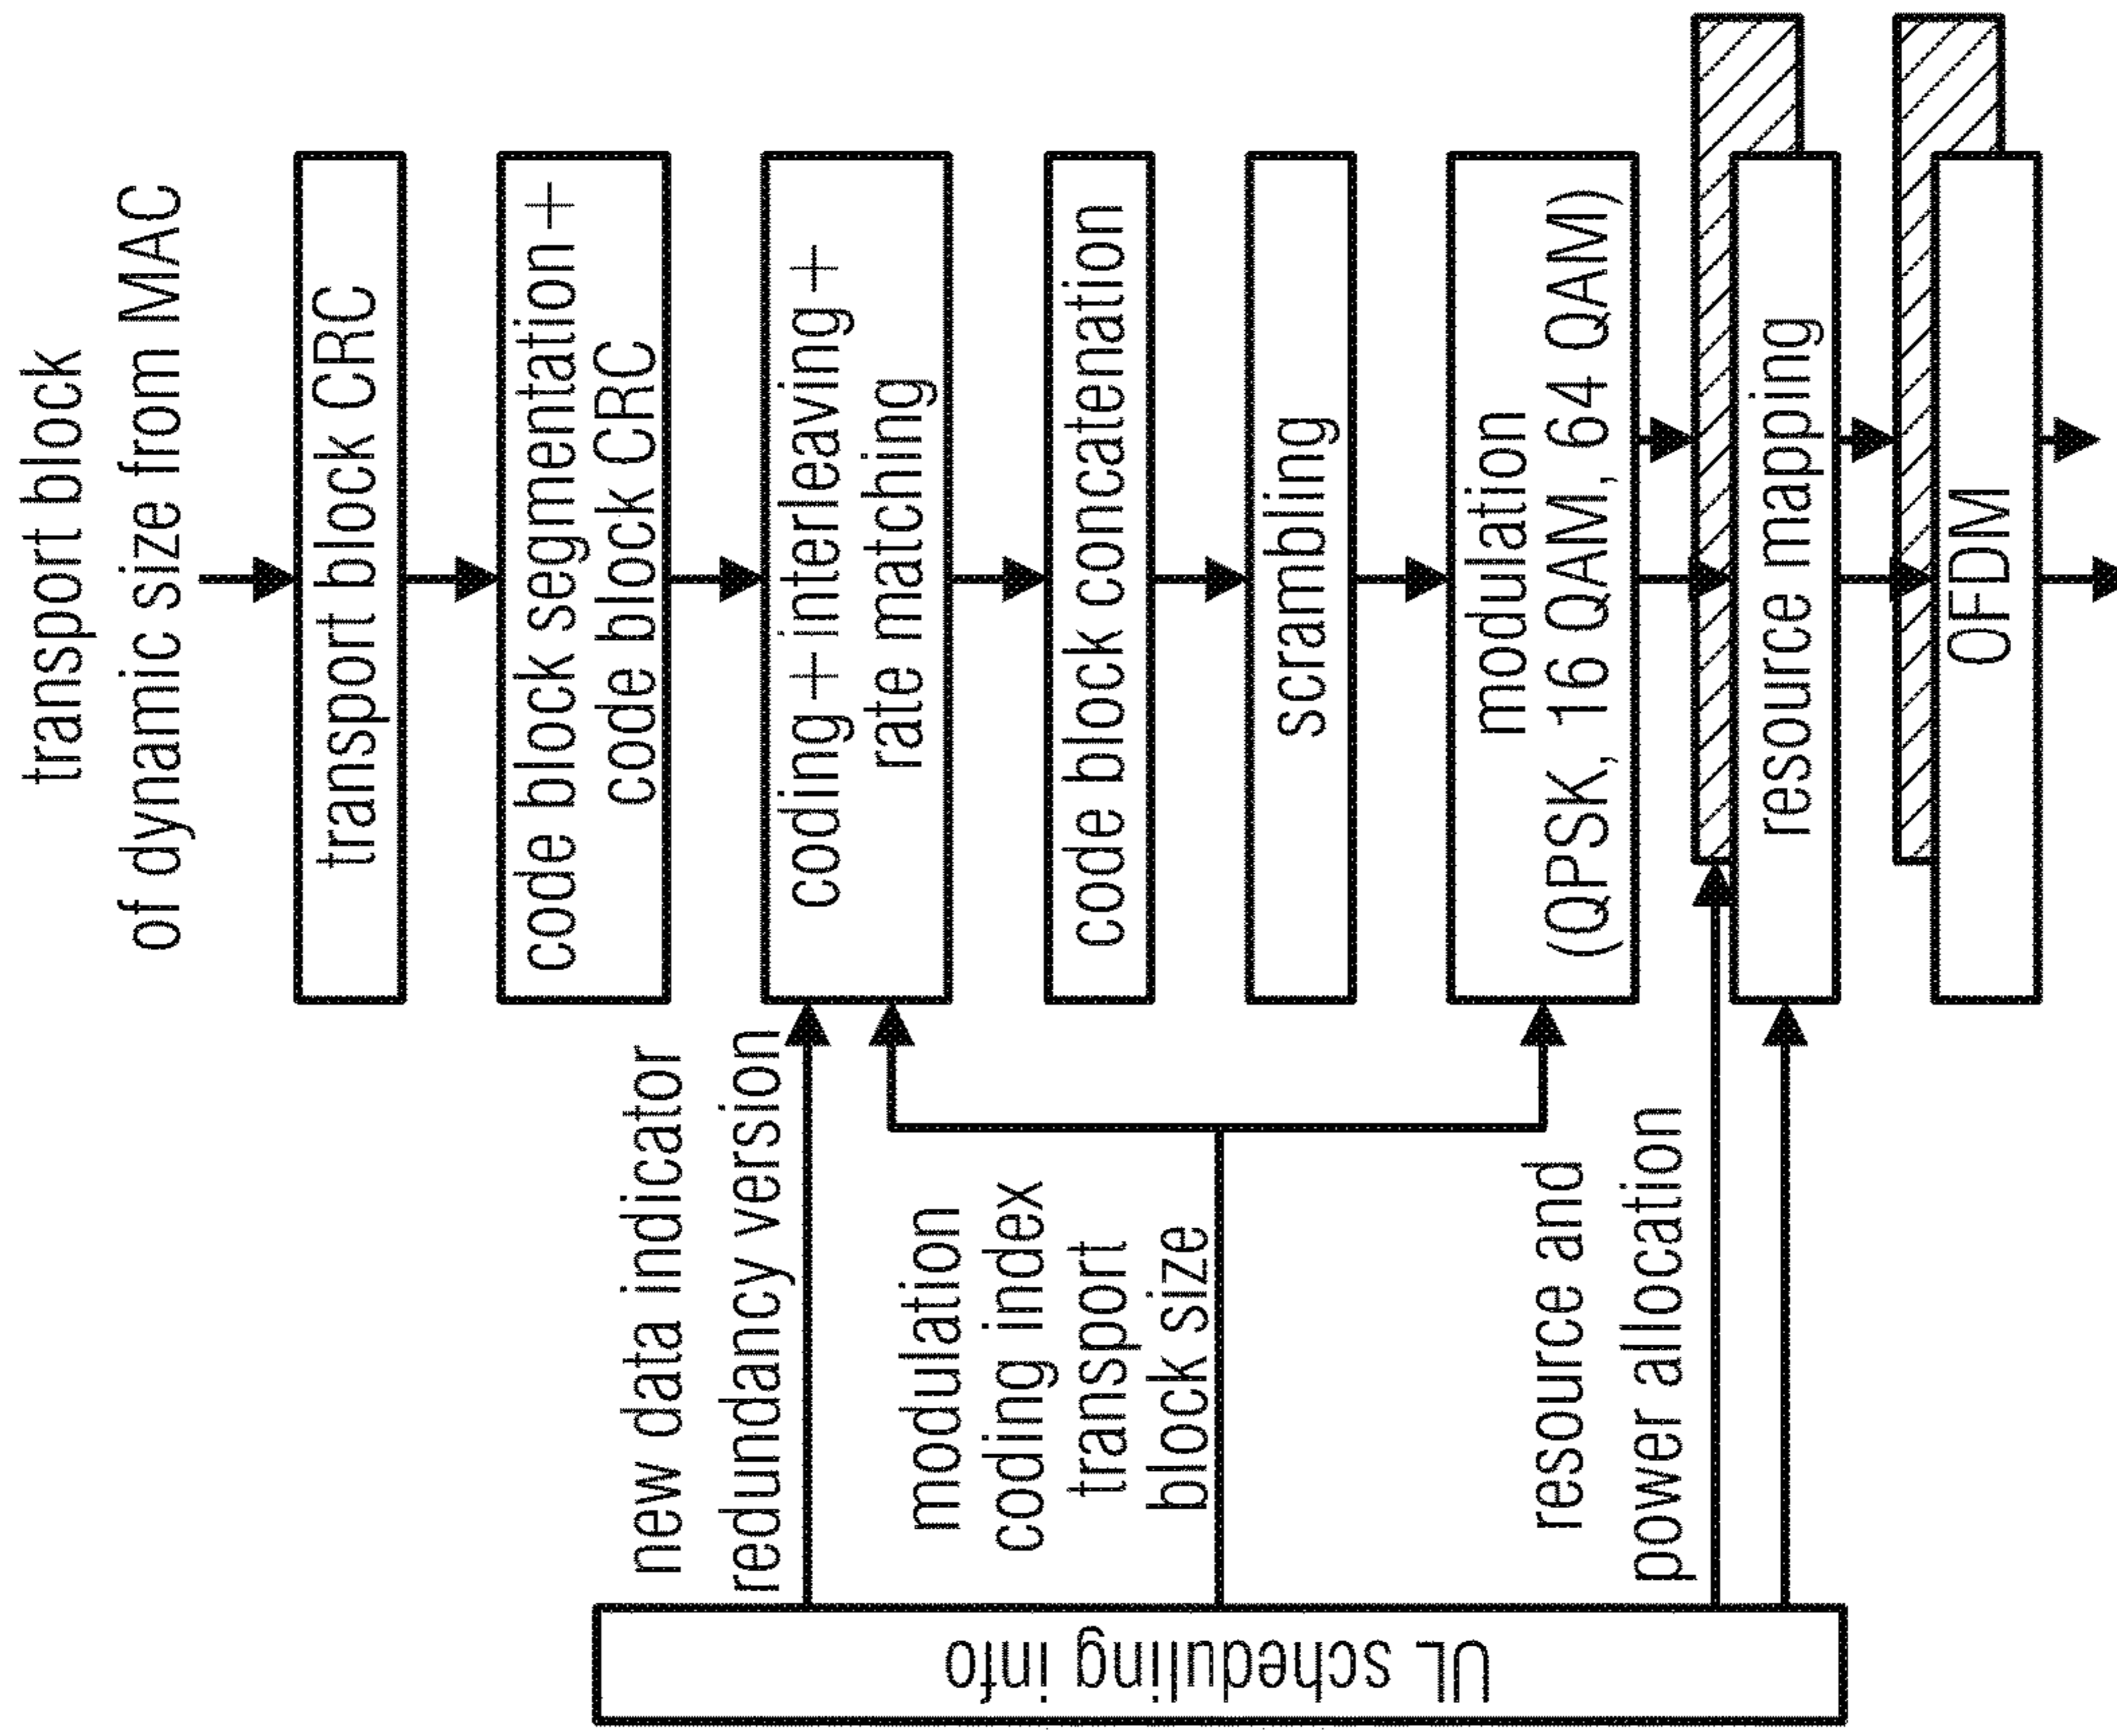 transport block
of dynamic size from MAC
transport block CRC
code block segmentation+
code block CRC
new data indicator
redundancy version
coding+interleaving+
rate matching
modulation
coding index
transport
block size
code block concatenation
scrambling
modulation
(QPSK, 16 QAM, 64 QAM)
resource and
power allocation
resource mapping
OFDM
UL scheduling info